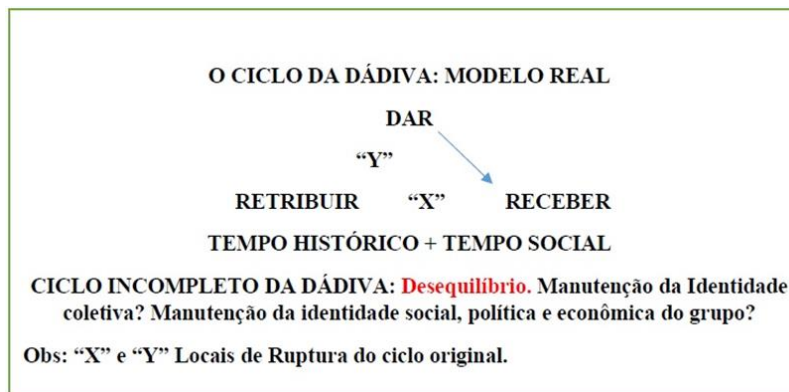 O CICLO DA DÁDIVA: MODELO REAL
DAR
“Y”
RETRIBUIR “X” RECEBER
TEMPO HISTÓRICO + TEMPO SOCIAL
CICLO INCOMPLETO DA DÁDIVA: Desequilíbrio. Manutenção da Identidade
coletiva? Manutenção da identidade social, política e econômica do grupo?
Obs: “X” e “Y” Locais de Ruptura do ciclo original.